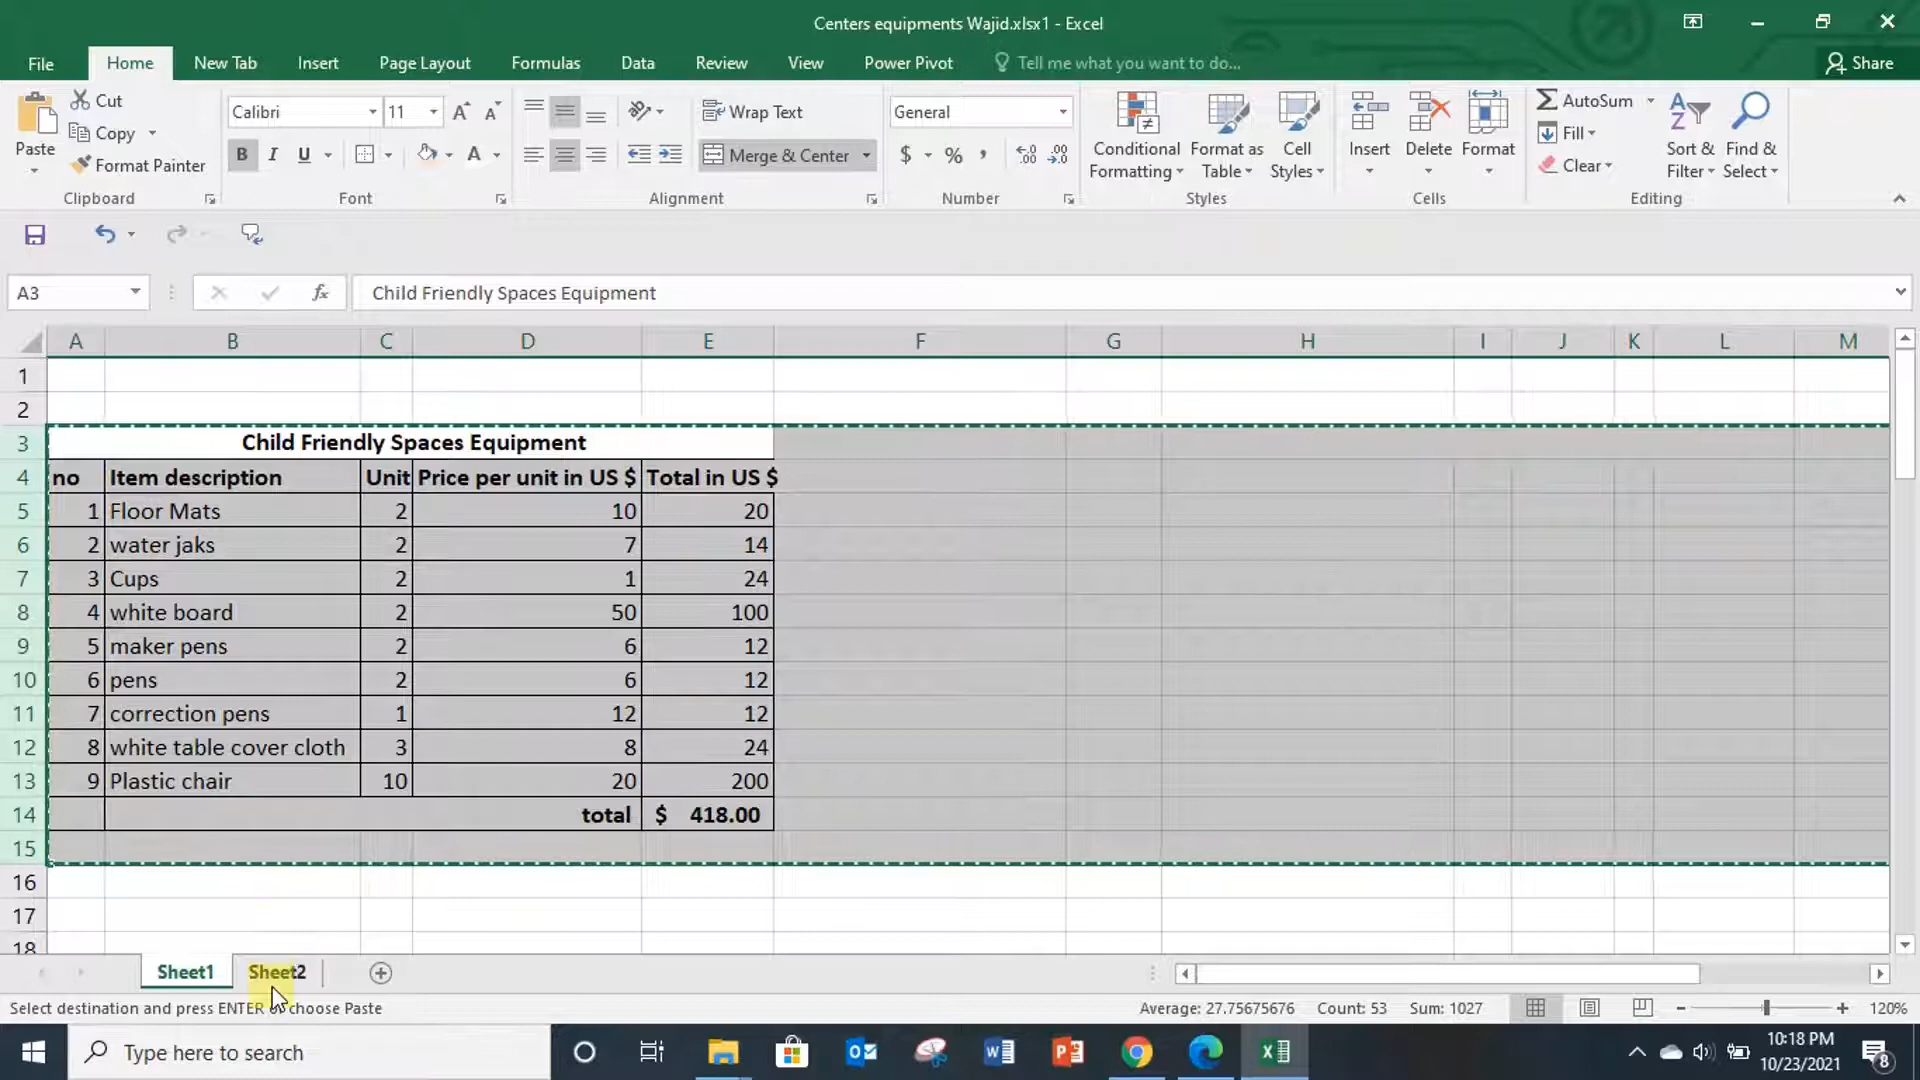 Centers equipments Wajid.xlsx1 - Excel
File Home New Tab Insert Page Layout Formulas Data Review View Power Pivot Tell me what you want to do... Share
Paste
Cut
Copy
Format Painter
Clipboard
Calibri 11
B I U
Font
Wrap Text
Merge & Center
Alignment
General
$ % ,
Number
Conditional Formatting
Format as Table
Cell Styles
Styles
Insert Delete Format
Cells
AutoSum
Fill
Clear
Sort & Filter
Find & Select
Editing
A3 fx Child Friendly Spaces Equipment
A B C D E F G H I J K L M
1
2
3 Child Friendly Spaces Equipment
4 no Item description Unit Price per unit in US $ Total in US $
5 1 Floor Mats 2 10 20
6 2 water jaks 2 7 14
7 3 Cups 2 1 24
8 4 white board 2 50 100
9 5 maker pens 2 6 12
10 6 pens 2 6 12
11 7 correction pens 1 12 12
12 8 white table cover cloth 3 8 24
13 9 Plastic chair 10 20 200
14 total $ 418.00
15
16
17
18
Sheet1 Sheet2
Select destination and press ENTER or choose Paste Average: 27.75675676 Count: 53 Sum: 1027 120%
Type here to search
10:18 PM
10/23/2021
8